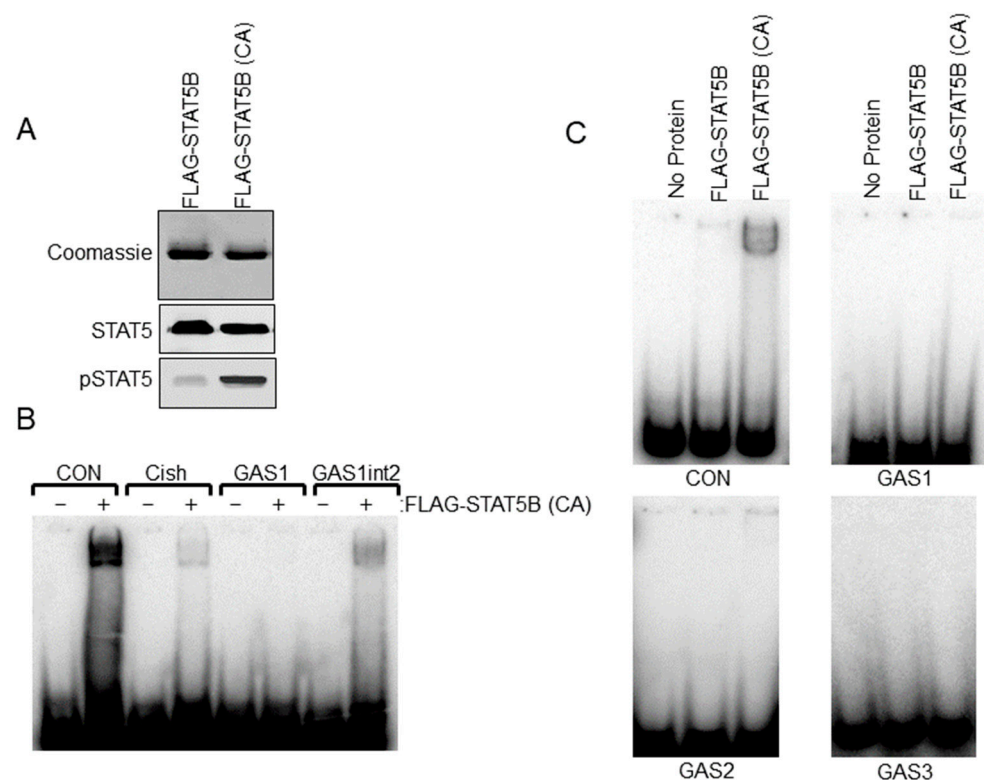 A
FLAG-STAT5B
FLAG-STAT5B (CA)
Coomassie
STAT5
pSTAT5
B
CON Cish GAS1 GAS1int2
– + – + – + – + :FLAG-STAT5B (CA)
C
No Protein
FLAG-STAT5B
FLAG-STAT5B (CA)
No Protein
FLAG-STAT5B
FLAG-STAT5B (CA)
CON GAS1
GAS2 GAS3